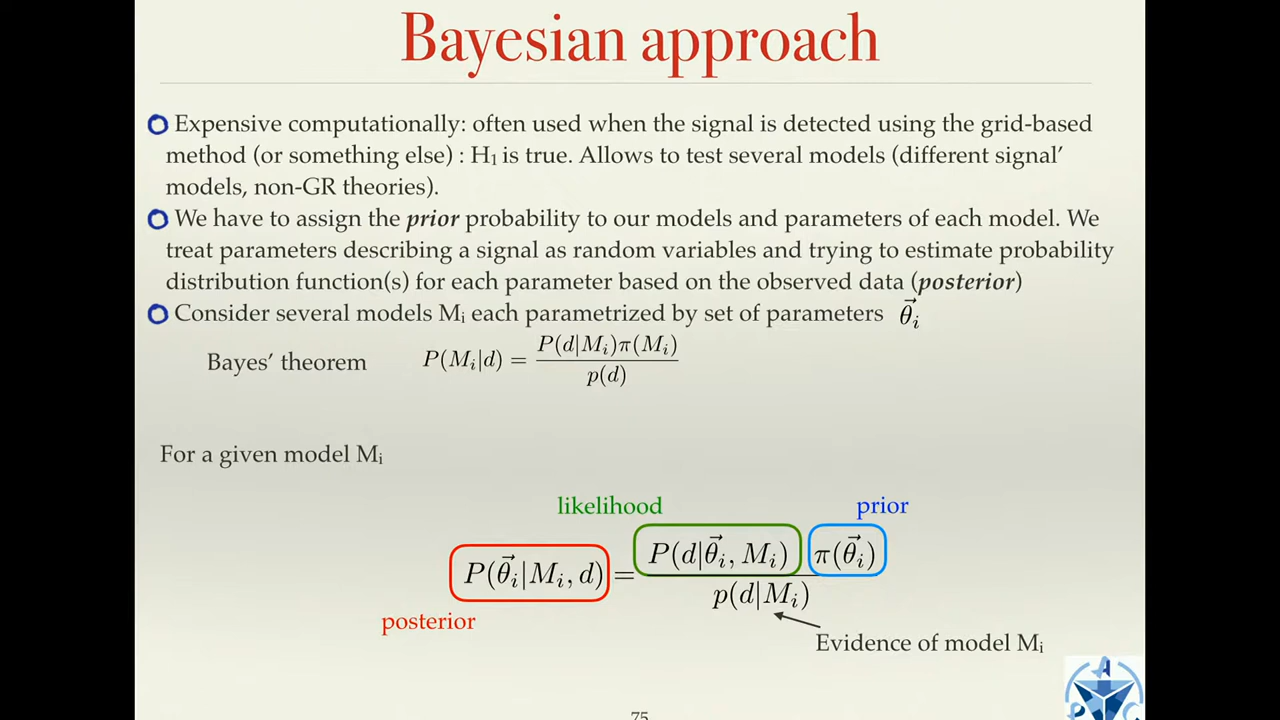 Bayesian approach
Expensive computationally: often used when the signal is detected using the grid-based
method (or something else) : H₁ is true. Allows to test several models (different signal’
models, non-GR theories).
We have to assign the prior probability to our models and parameters of each model. We
treat parameters describing a signal as random variables and trying to estimate probability
distribution function(s) for each parameter based on the observed data (posterior)
Consider several models Mᵢ each parametrized by set of parameters θ⃗ᵢ
Bayes’ theorem P(Mᵢ|d) = P(d|Mᵢ)π(Mᵢ) / p(d)
For a given model Mᵢ
likelihood prior
P(θ⃗ᵢ|Mᵢ, d) = P(d|θ⃗ᵢ, Mᵢ) π(θ⃗ᵢ) / p(d|Mᵢ)
posterior
Evidence of model Mᵢ
75
A
P C